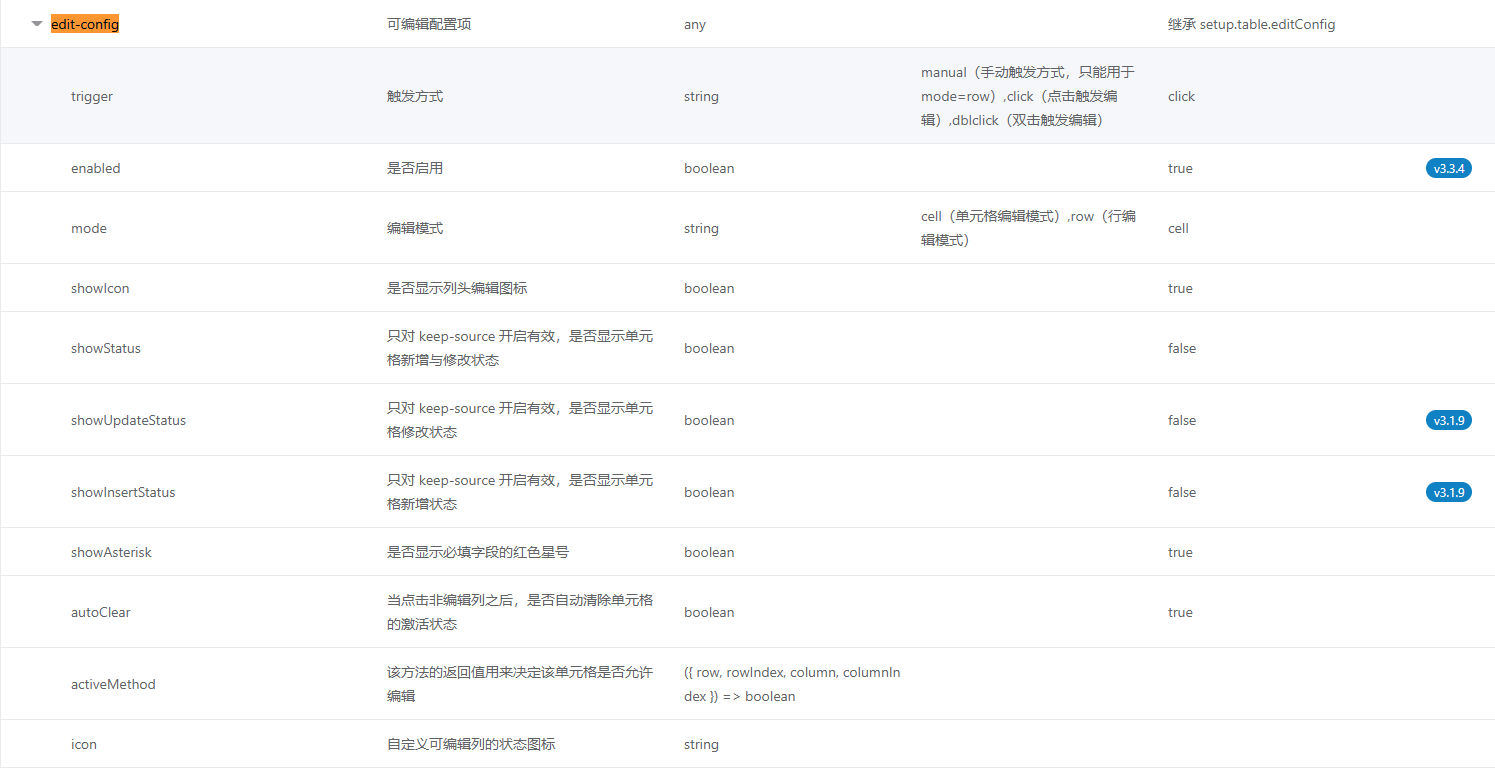 edit-config 可编辑配置项 any 继承 setup.table.editConfig
manual（手动触发方式，只能用于
trigger 触发方式 string mode=row）,click（点击触发编 click
辑）,dblclick（双击触发编辑）
enabled 是否启用 boolean true v3.3.4
cell（单元格编辑模式）,row（行编
mode 编辑模式 string cell
辑模式）
showIcon 是否显示列头编辑图标 boolean true
只对 keep-source 开启有效，是否显示单元
showStatus boolean false
格新增与修改状态
只对 keep-source 开启有效，是否显示单元
showUpdateStatus boolean false v3.1.9
格修改状态
只对 keep-source 开启有效，是否显示单元
showInsertStatus boolean false v3.1.9
格新增状态
showAsterisk 是否显示必填字段的红色星号 boolean true
当点击非编辑列之后，是否自动清除单元格
autoClear boolean true
的激活状态
该方法的返回值用来决定该单元格是否允许 ({ row, rowIndex, column, columnIn
activeMethod
编辑 dex }) => boolean
icon 自定义可编辑列的状态图标 string